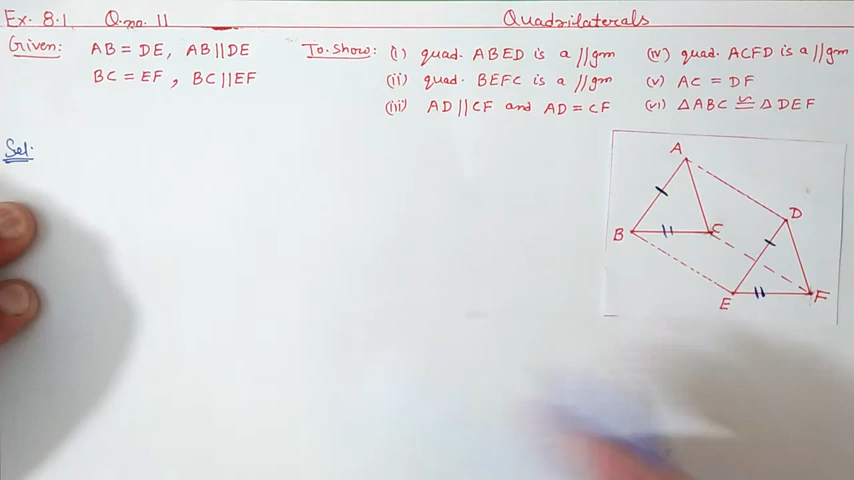 Ex. 8.1 Q.no. 11 Quadrilaterals
Given: AB = DE, AB||DE
BC = EF, BC||EF
To show: (i) quad. ABED is a ||gm
(ii) quad. BEFC is a ||gm
(iii) AD||CF and AD = CF
(iv) quad. ACFD is a ||gm
(v) AC = DF
(vi) △ABC ≅ △DEF
Sol.
A
D
B
C
E
F